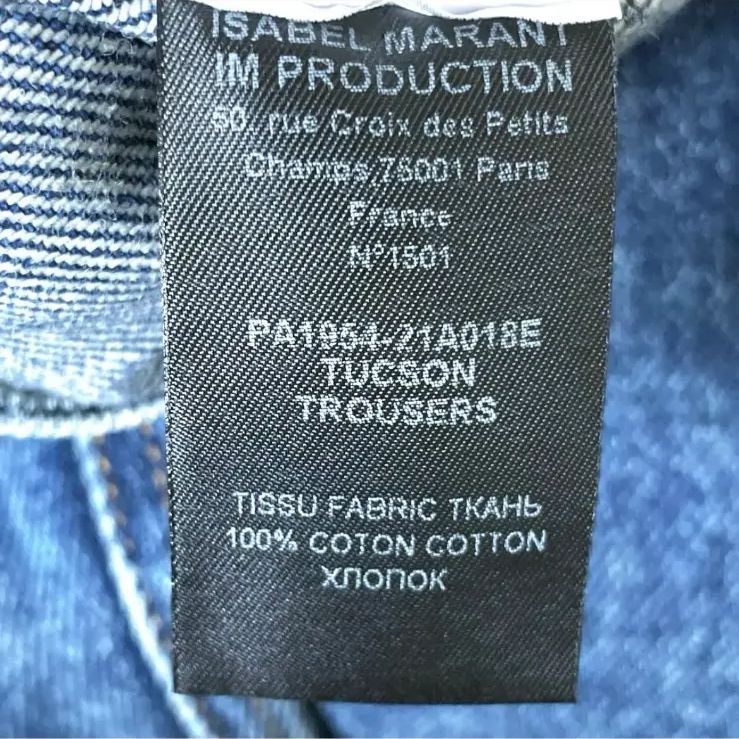 ISABEL MARANT
IM PRODUCTION
50, rue Croix des Petits
Champs,75001 Paris
France
N°1501
PA1954-21A018E
TUCSON
TROUSERS
TISSU FABRIC ТКАНЬ
100% COTON COTTON
ХЛОПОК